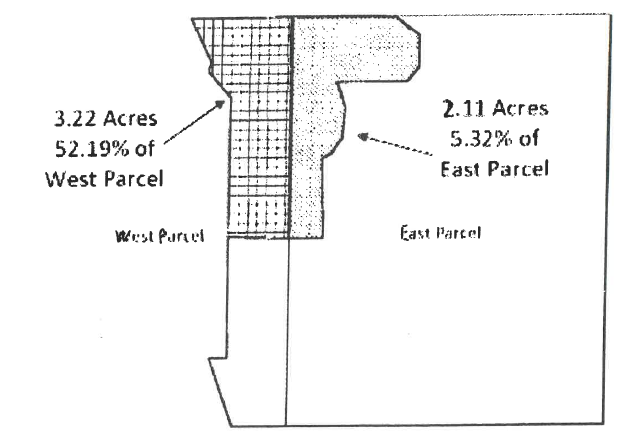 3.22 Acres
52.19% of
West Parcel
2.11 Acres
5.32% of
East Parcel
West Parcel
East Parcel